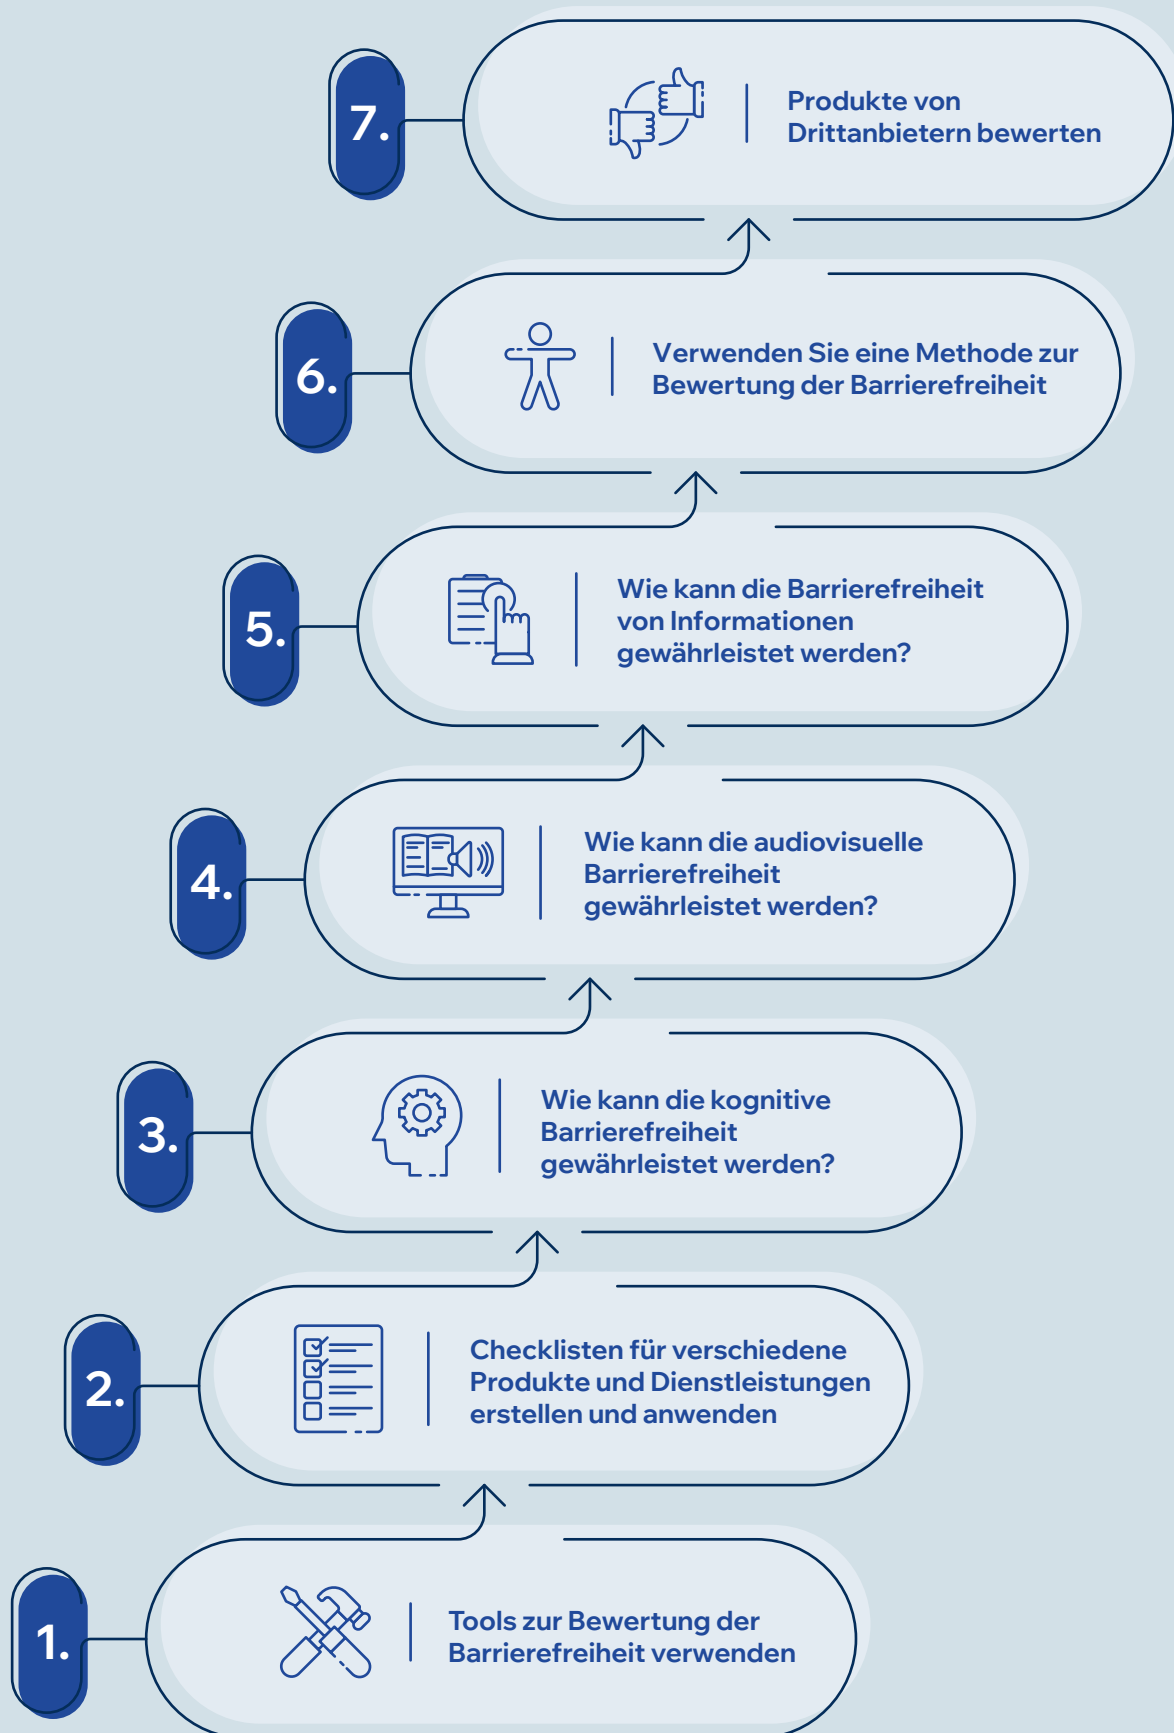 7.
Produkte von
Drittanbietern bewerten
6.
Verwenden Sie eine Methode zur
Bewertung der Barrierefreiheit
5.
Wie kann die Barrierefreiheit
von Informationen
gewährleistet werden?
4.
Wie kann die audiovisuelle
Barrierefreiheit
gewährleistet werden?
3.
Wie kann die kognitive
Barrierefreiheit
gewährleistet werden?
2.
Checklisten für verschiedene
Produkte und Dienstleistungen
erstellen und anwenden
1.
Tools zur Bewertung der
Barrierefreiheit verwenden